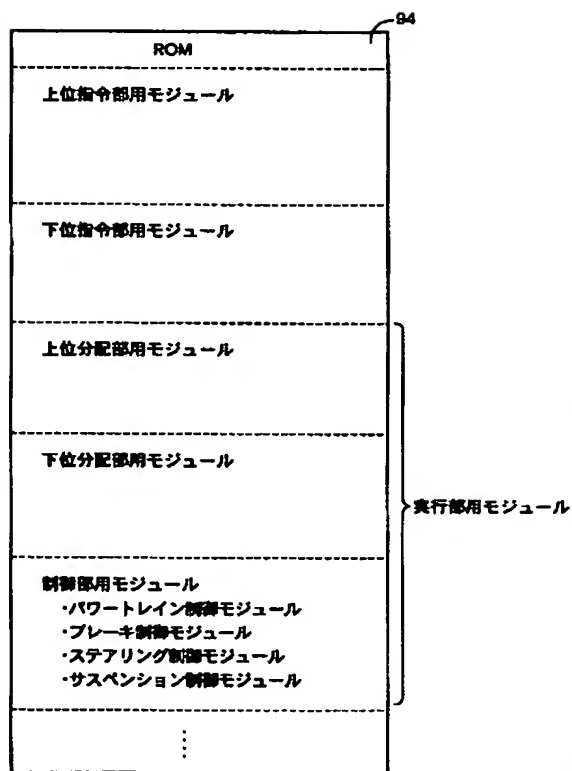 94
ROM
上位指令部用モジュール
下位指令部用モジュール
上位分配部用モジュール
下位分配部用モジュール
実行部用モジュール
制御部用モジュール
・パワートレイン制御モジュール
・ブレーキ制御モジュール
・ステアリング制御モジュール
・サスペンション制御モジュール